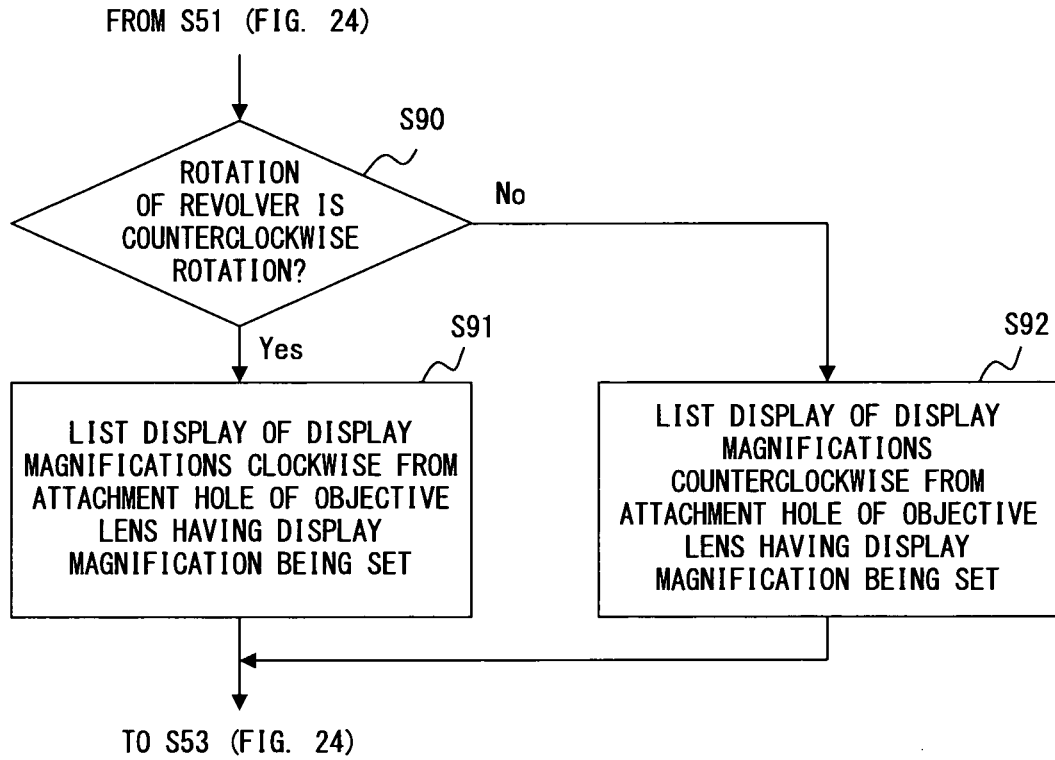 FROM S51 (FIG. 24)
S90
ROTATION
OF REVOLVER IS
COUNTERCLOCKWISE
ROTATION?
No
Yes
S91
LIST DISPLAY OF DISPLAY
MAGNIFICATIONS CLOCKWISE FROM
ATTACHMENT HOLE OF OBJECTIVE
LENS HAVING DISPLAY
MAGNIFICATION BEING SET
S92
LIST DISPLAY OF DISPLAY
MAGNIFICATIONS
COUNTERCLOCKWISE FROM
ATTACHMENT HOLE OF OBJECTIVE
LENS HAVING DISPLAY
MAGNIFICATION BEING SET
TO S53 (FIG. 24)